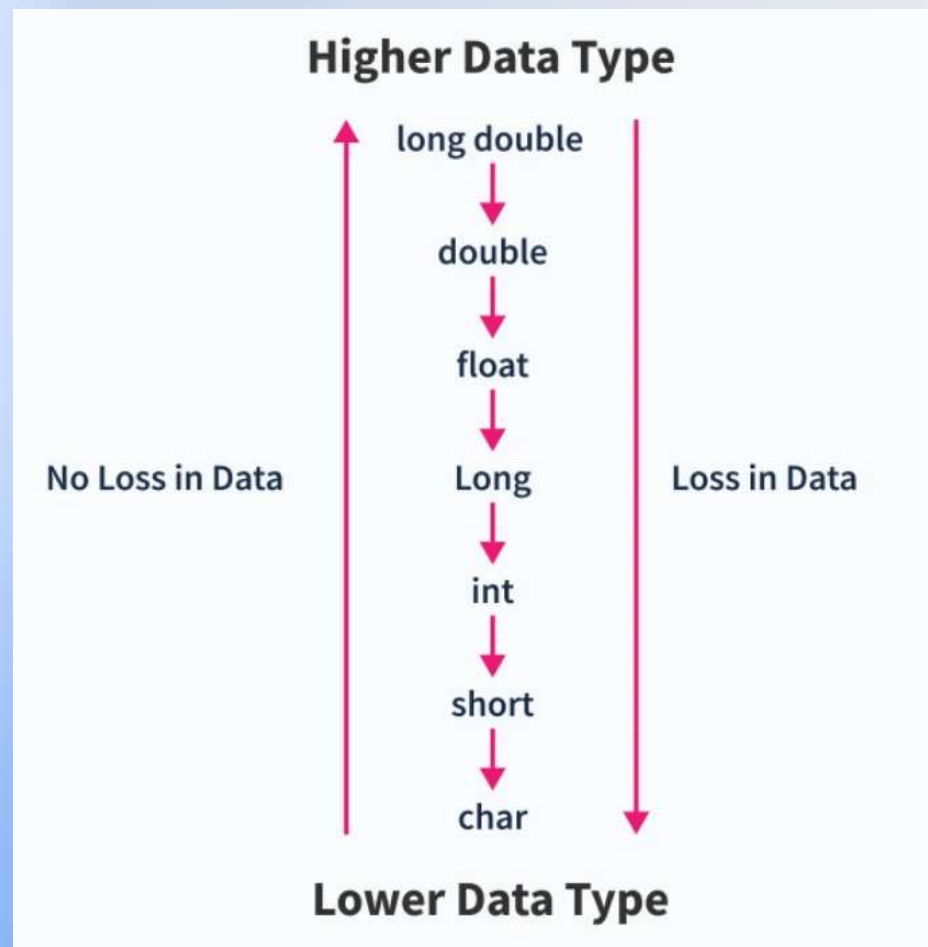 Higher Data Type
long double
double
float
No Loss in Data
Long
Loss in Data
int
short
char
Lower Data Type